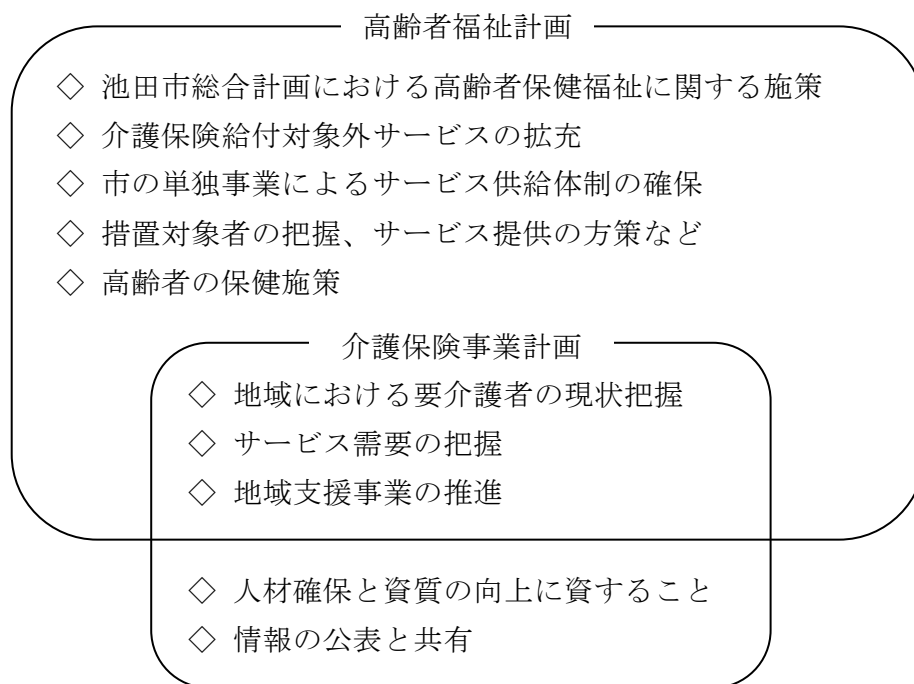 高齢者福祉計画
◇ 池田市総合計画における高齢者保健福祉に関する施策
◇ 介護保険給付対象外サービスの拡充
◇ 市の単独事業によるサービス供給体制の確保
◇ 措置対象者の把握、サービス提供の方策など
◇ 高齢者の保健施策
介護保険事業計画
◇ 地域における要介護者の現状把握
◇ サービス需要の把握
◇ 地域支援事業の推進
◇ 人材確保と資質の向上に資すること
◇ 情報の公表と共有